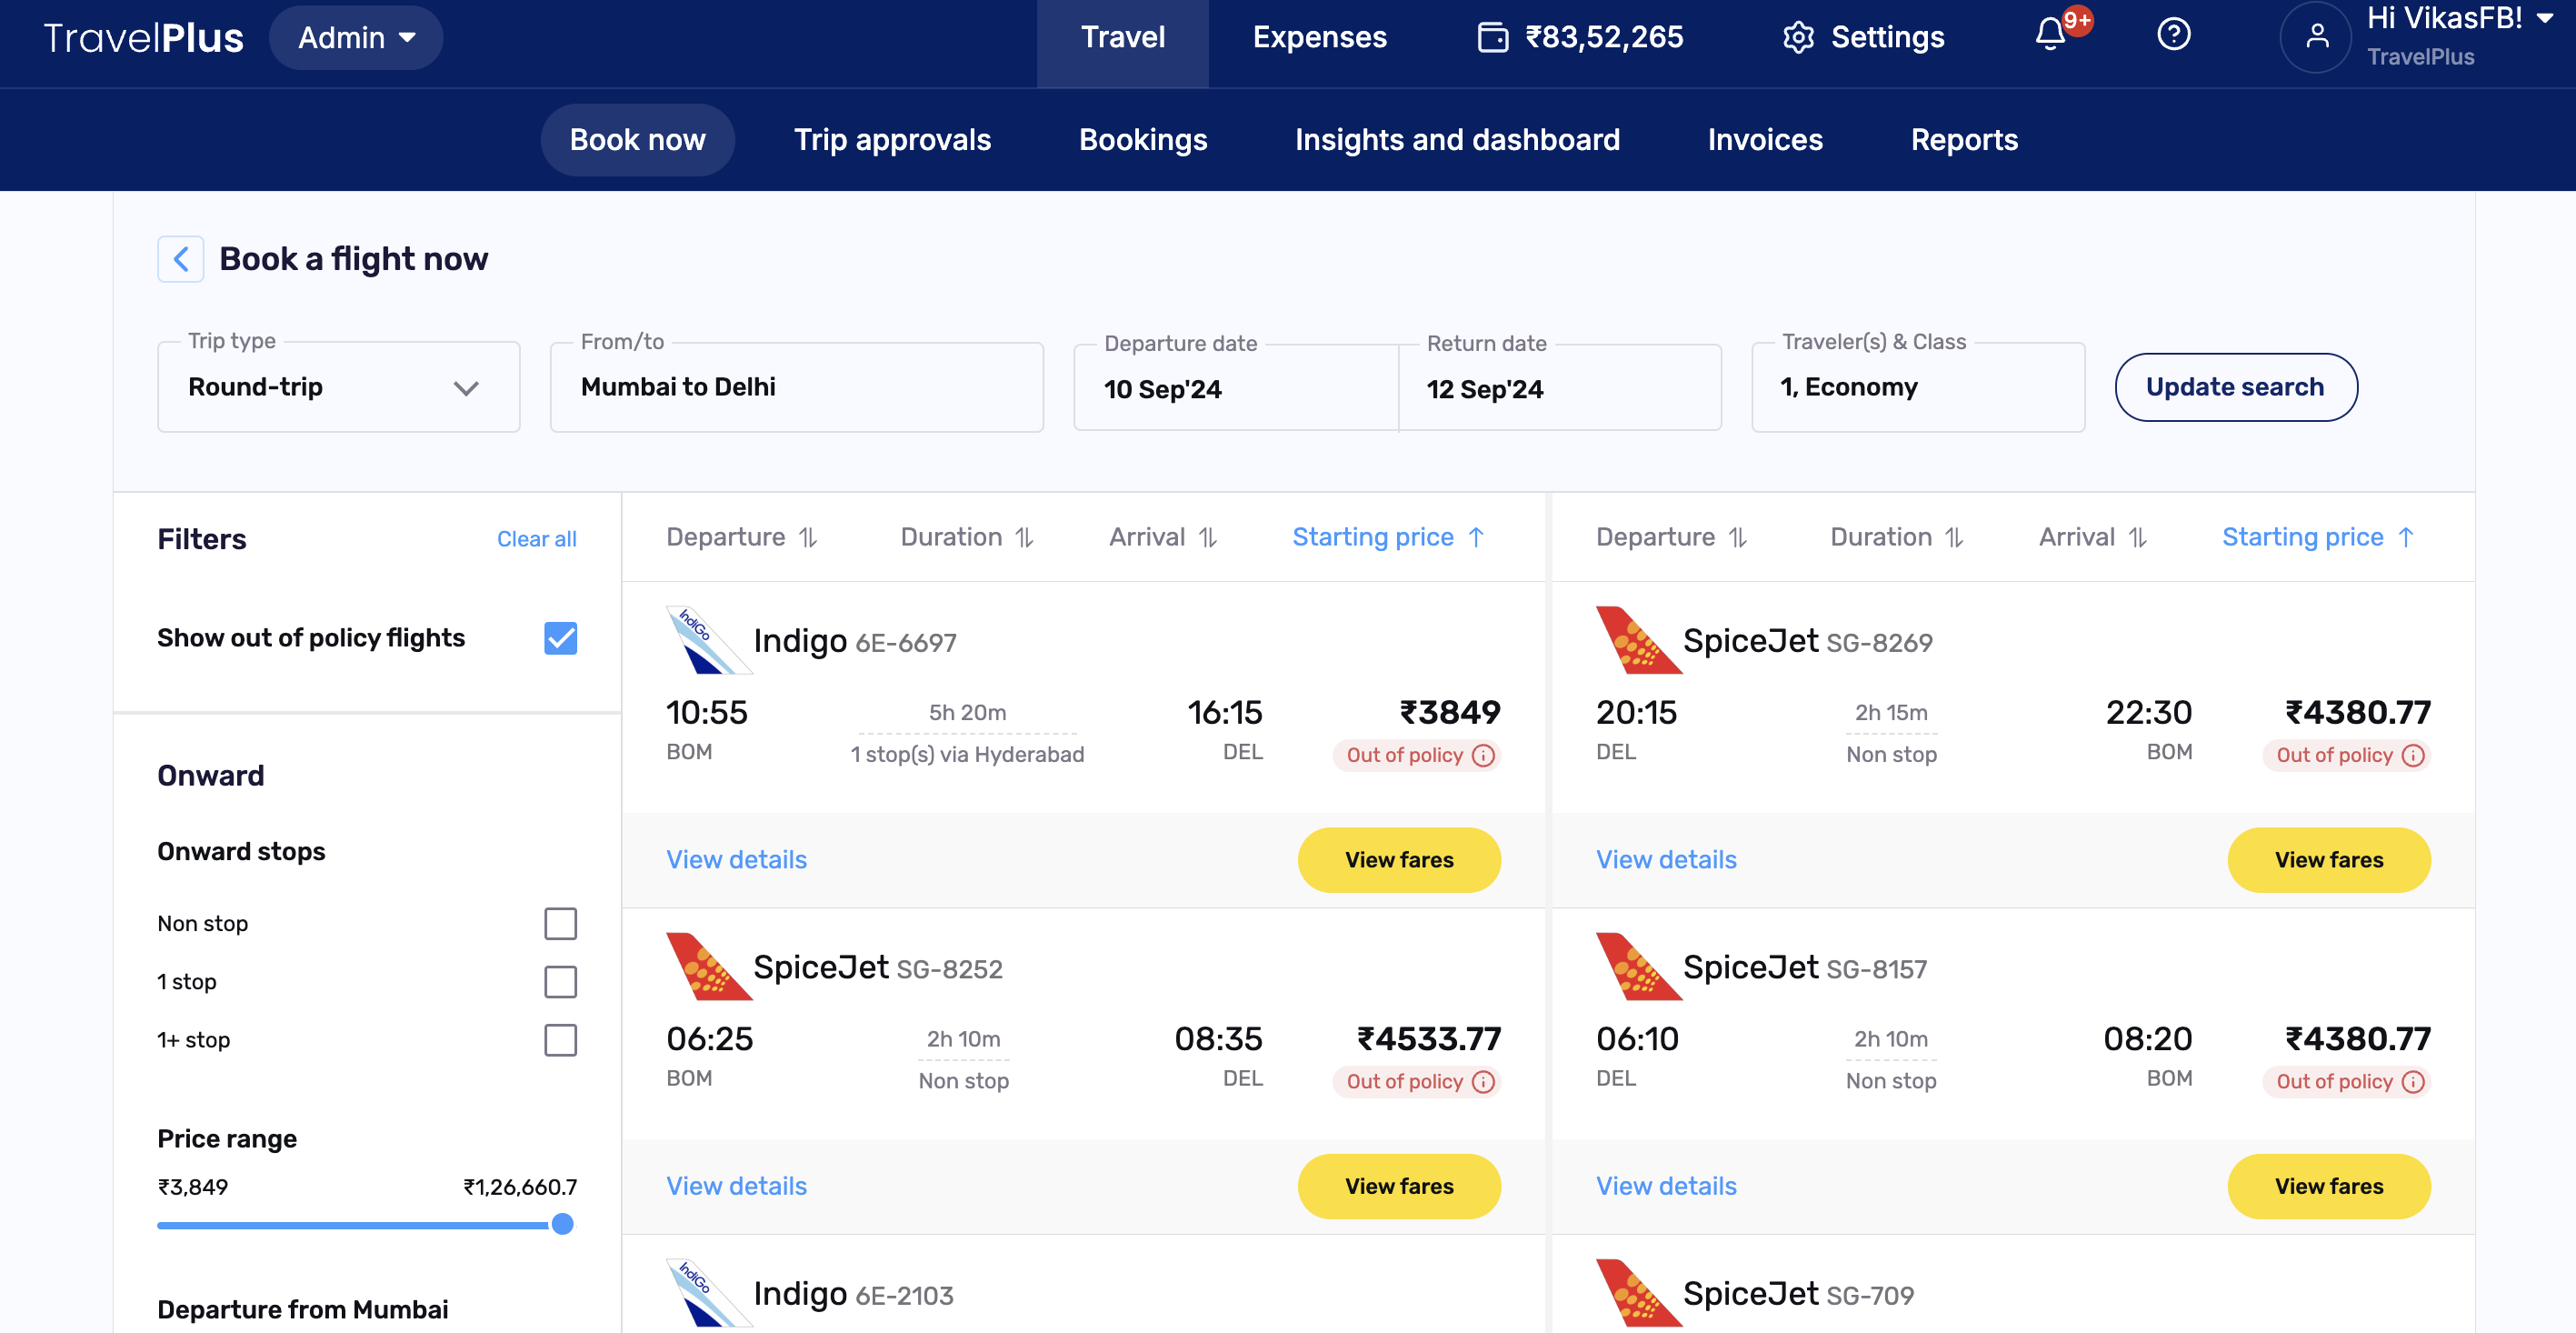 TravelPlus Admin Travel Expenses ₹83,52,265 Settings 9+ Hi VikasFB!
TravelPlus
Book now Trip approvals Bookings Insights and dashboard Invoices Reports
Book a flight now
Trip type From/to Departure date Return date Traveler(s) & Class
Round-trip Mumbai to Delhi 10 Sep'24 12 Sep'24 1, Economy Update search
Filters Clear all
Show out of policy flights
Onward
Onward stops
Non stop
1 stop
1+ stop
Price range
₹3,849 ₹1,26,660.7
Departure from Mumbai
Departure Duration Arrival Starting price
IndiGo
Indigo 6E-6697
10:55 5h 20m 16:15 ₹3849
BOM 1 stop(s) via Hyderabad DEL Out of policy
View details View fares
SpiceJet SG-8252
06:25 2h 10m 08:35 ₹4533.77
BOM Non stop DEL Out of policy
View details View fares
IndiGo
Indigo 6E-2103
Departure Duration Arrival Starting price
SpiceJet SG-8269
20:15 2h 15m 22:30 ₹4380.77
DEL Non stop BOM Out of policy
View details View fares
SpiceJet SG-8157
06:10 2h 10m 08:20 ₹4380.77
DEL Non stop BOM Out of policy
View details View fares
SpiceJet SG-709